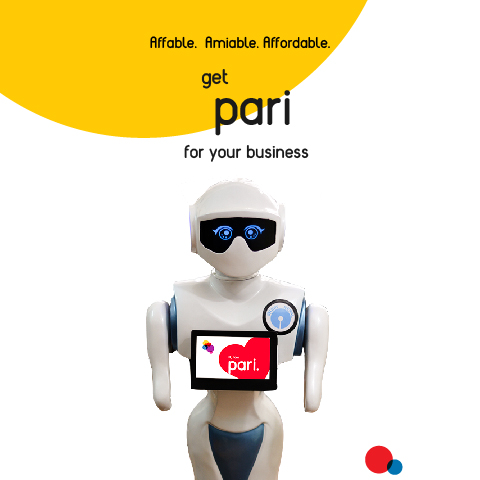 Affable. Amiable. Affordable.
get
pari
for your business
pari.